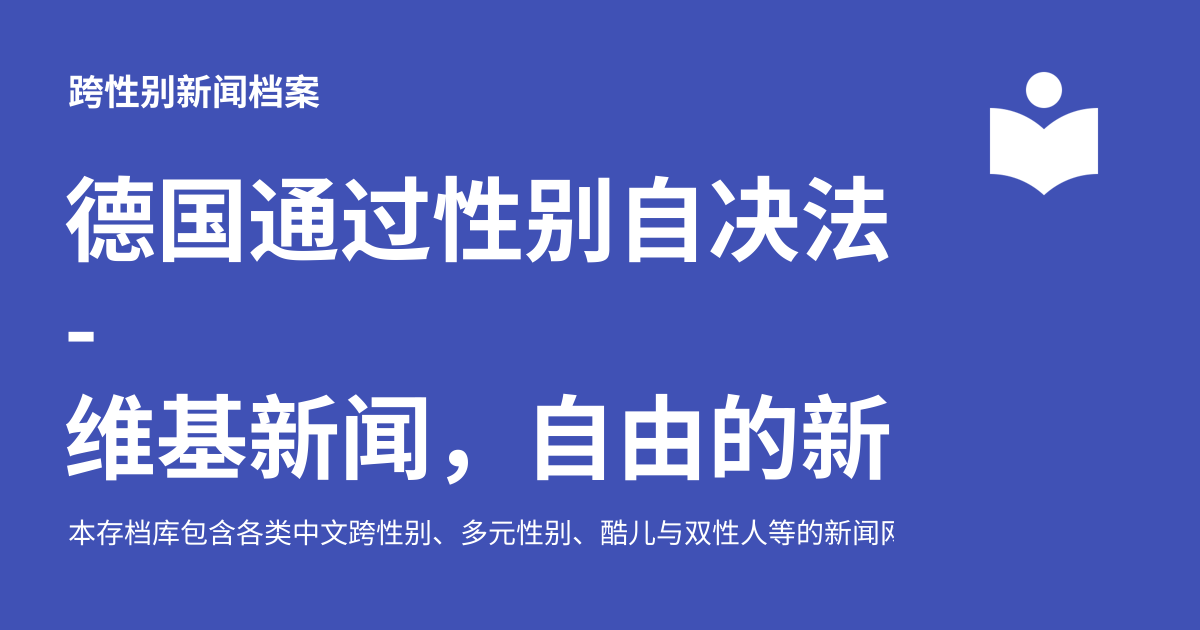 跨性别新闻档案
德国通过性别自决法
-
维基新闻，自由的新
本存档库包含各类中文跨性别、多元性别、酷儿与双性人等的新闻网